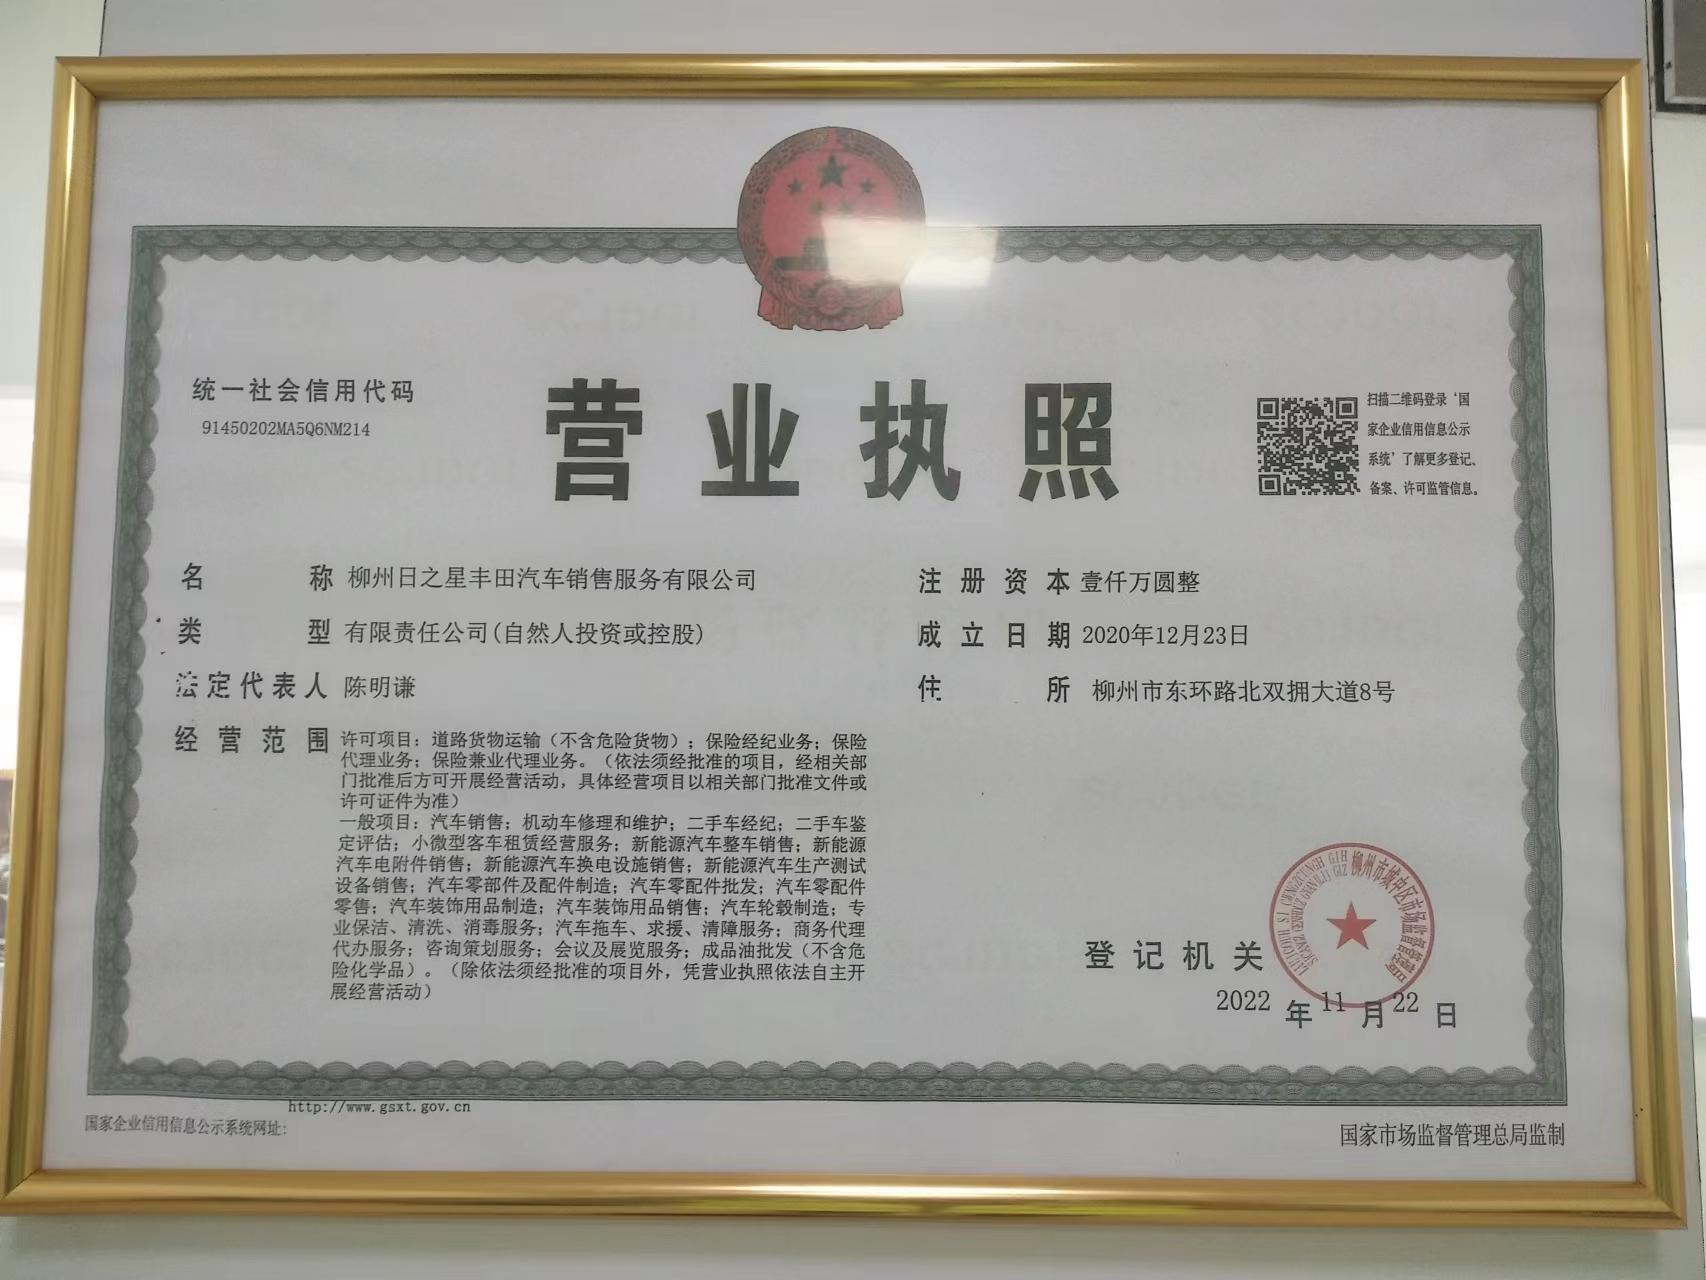 统一社会信用代码
91450202MA5Q6NM214
营业执照
扫描二维码登录‘国
家企业信用信息公示
系统’了解更多登记、
备案、许可监管信息。
名称 柳州日之星丰田汽车销售服务有限公司
类型 有限责任公司(自然人投资或控股)
法定代表人 陈明谦
经营范围 许可项目：道路货物运输（不含危险货物）；保险经纪业务；保险
代理业务；保险兼业代理业务。（依法须经批准的项目，经相关部
门批准后方可开展经营活动，具体经营项目以相关部门批准文件或
许可证件为准）
一般项目：汽车销售；机动车修理和维护；二手车经纪；二手车鉴
定评估；小微型客车租赁经营服务；新能源汽车整车销售；新能源
汽车电附件销售；新能源汽车换电设施销售；新能源汽车生产测试
设备销售；汽车零部件及配件制造；汽车零配件批发；汽车零配件
零售；汽车装饰用品制造；汽车装饰用品销售；汽车轮毂制造；专
业保洁、清洗、消毒服务；汽车拖车、求援、清障服务；商务代理
代办服务；咨询策划服务；会议及展览服务；成品油批发（不含危
险化学品）。（除依法须经批准的项目外，凭营业执照依法自主开
展经营活动）
注册资本 壹仟万圆整
成立日期 2020年12月23日
住所 柳州市东环路北双拥大道8号
柳州市城中区市场监督管理局
登记机关
2022年11月22日
http://www.gsxt.gov.cn
国家企业信用信息公示系统网址:
国家市场监督管理总局监制